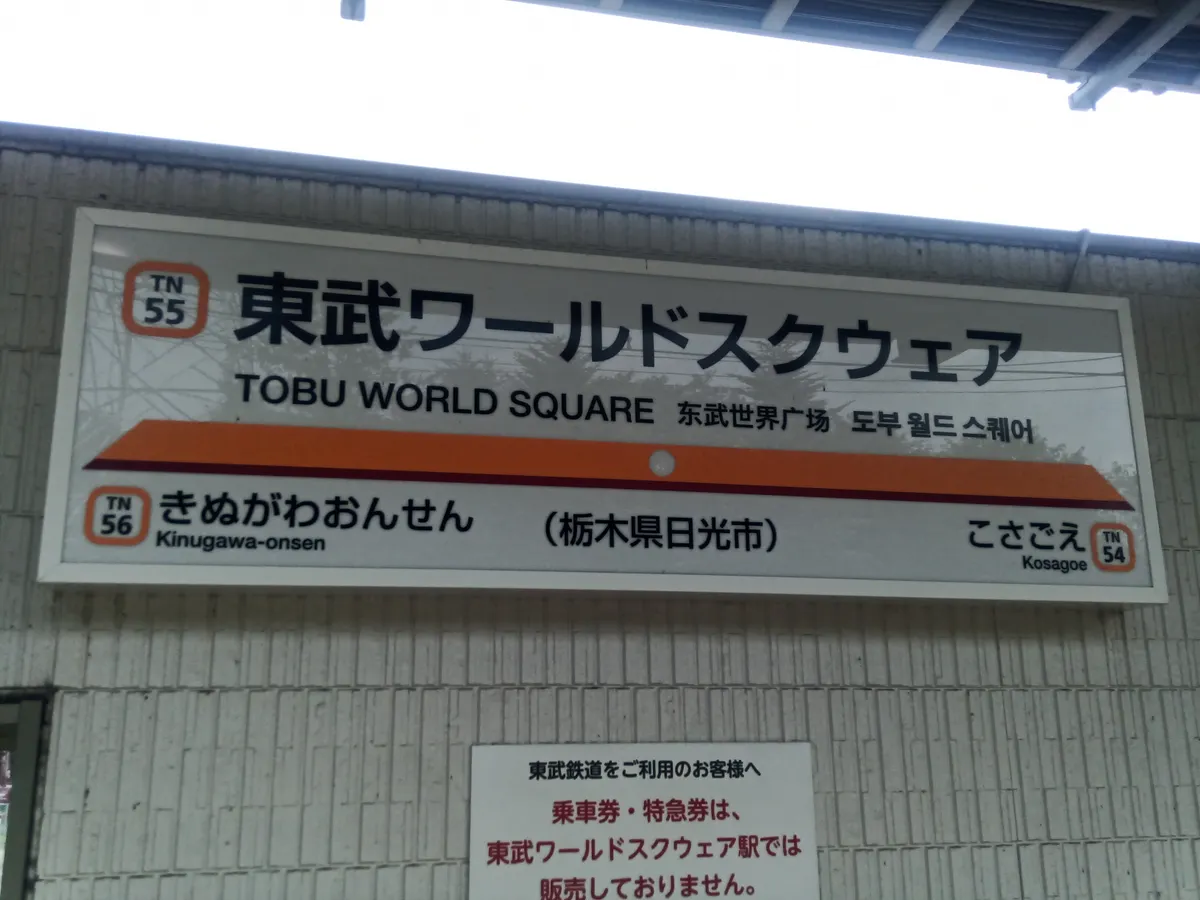 TN
55
東武ワールドスクウェア
TOBU WORLD SQUARE 东武世界广场 도부 월드 스퀘어
TN
56
きぬがわおんせん
Kinugawa-onsen
（栃木県日光市）
こさごえ
Kosagoe
TN
54
東武鉄道をご利用のお客様へ
乗車券・特急券は、
東武ワールドスクウェア駅では
販売しておりません。